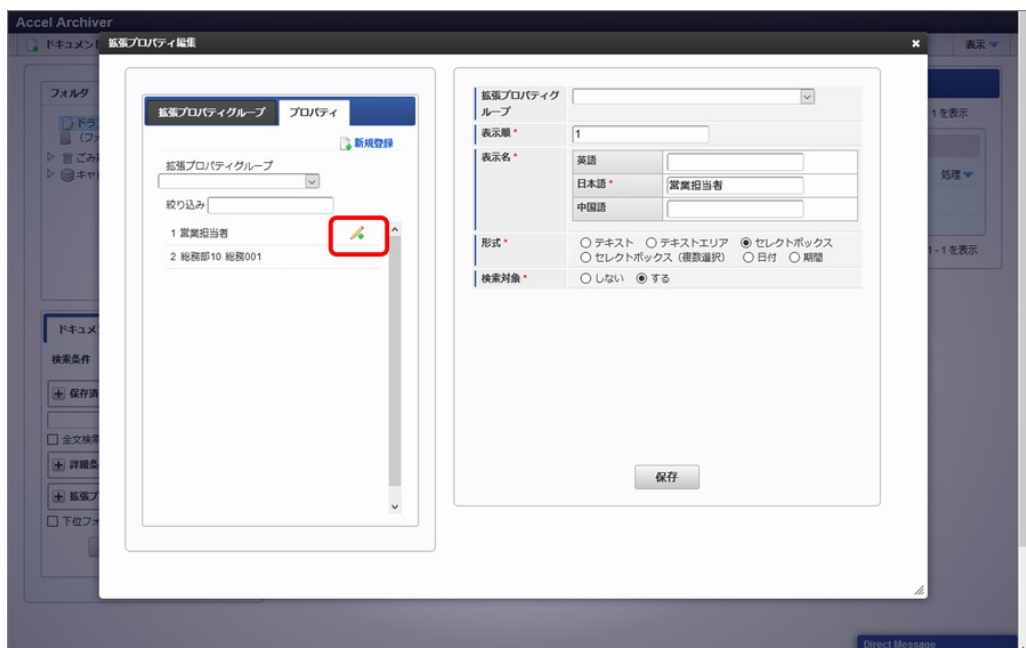 Accel Archiver
ドキュメント
表示
拡張プロパティ編集
フォルダ
ドラ
(フォ
ごみ
キャ
ドキュメン
検索条件
保存済
全文検索
詳細条
拡張プ
下位フォ
拡張プロパティグループ プロパティ
新規登録
拡張プロパティグループ
絞り込み
1 営業担当者
2 総務部10 総務001
拡張プロパティグ
ループ
表示順 * 1
表示名 * 英語
日本語 * 営業担当者
中国語
形式 * テキスト テキストエリア セレクトボックス
セレクトボックス（複数選択） 日付 期間
検索対象 * しない する
保存
1 を表示
処理
1 - 1 を表示
Direct Message